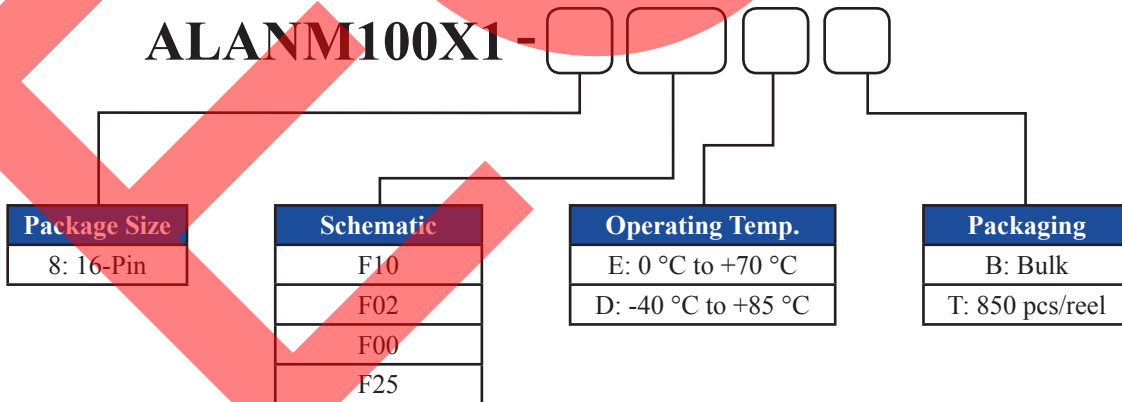 ALANM100X1 -
Package Size
8: 16-Pin
Schematic
F10
F02
F00
F25
Operating Temp.
E: 0 °C to +70 °C
D: -40 °C to +85 °C
Packaging
B: Bulk
T: 850 pcs/reel